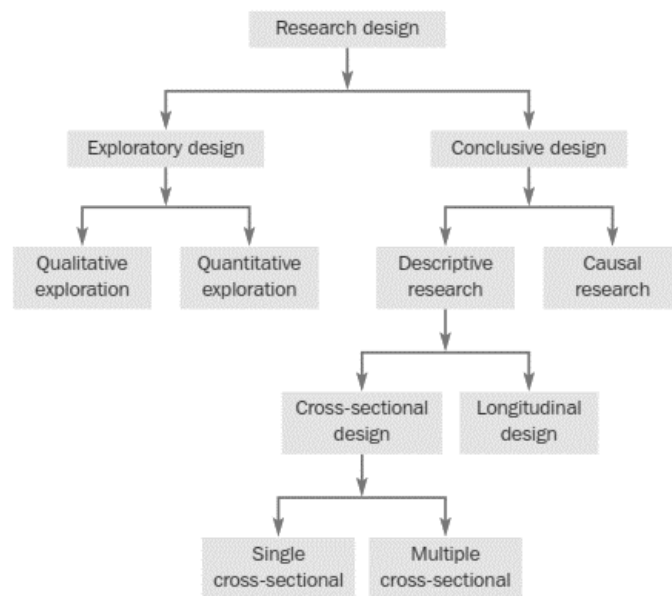 Research design
Exploratory design
Conclusive design
Qualitative
exploration
Quantitative
exploration
Descriptive
research
Causal
research
Cross-sectional
design
Longitudinal
design
Single
cross-sectional
Multiple
cross-sectional